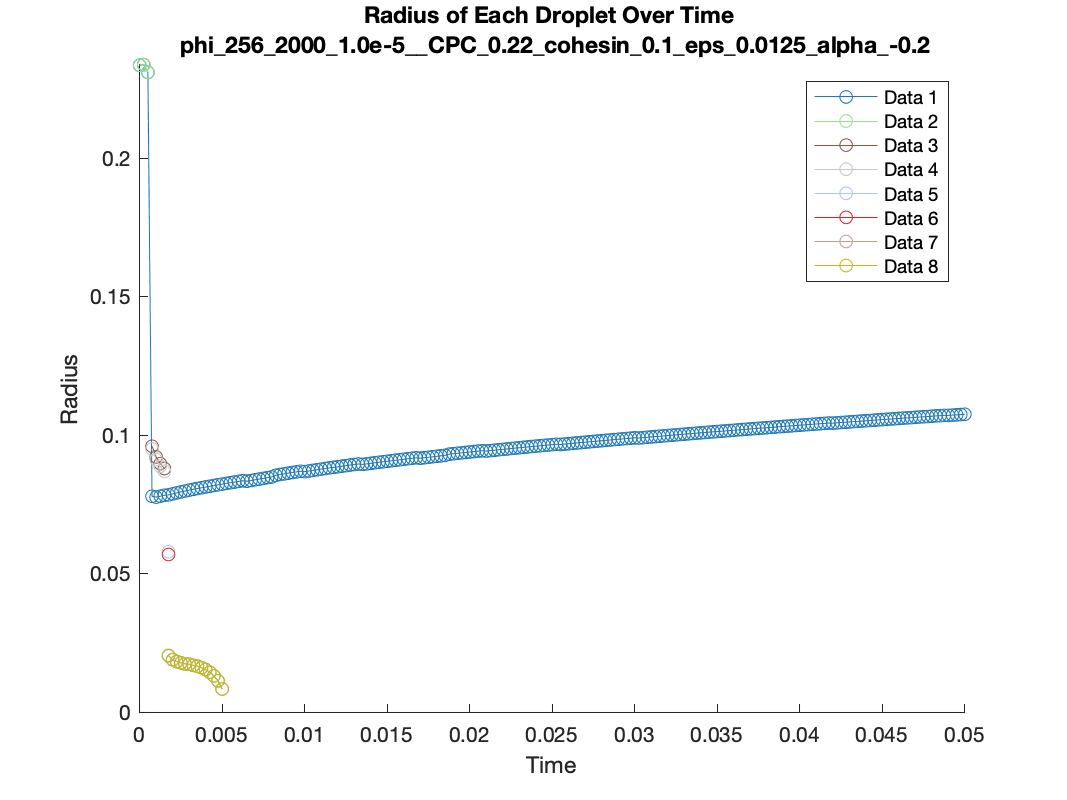 Radius of Each Droplet Over Time
phi_256_2000_1.0e-5__CPC_0.22_cohesin_0.1_eps_0.0125_alpha_-0.2
Data 1
Data 2
Data 3
Data 4
Data 5
Data 6
Data 7
Data 8
0.2
0.15
0.1
0.05
0
Radius
0 0.005 0.01 0.015 0.02 0.025 0.03 0.035 0.04 0.045 0.05
Time